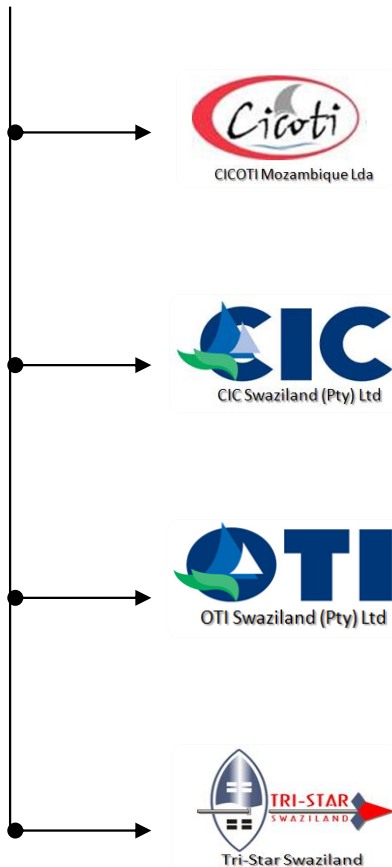 Cicoti
CICOTI Mozambique Lda
CIC
CIC Swaziland (Pty) Ltd
OTI
OTI Swaziland (Pty) Ltd
TRI-STAR
SWAZILAND
Tri-Star Swaziland